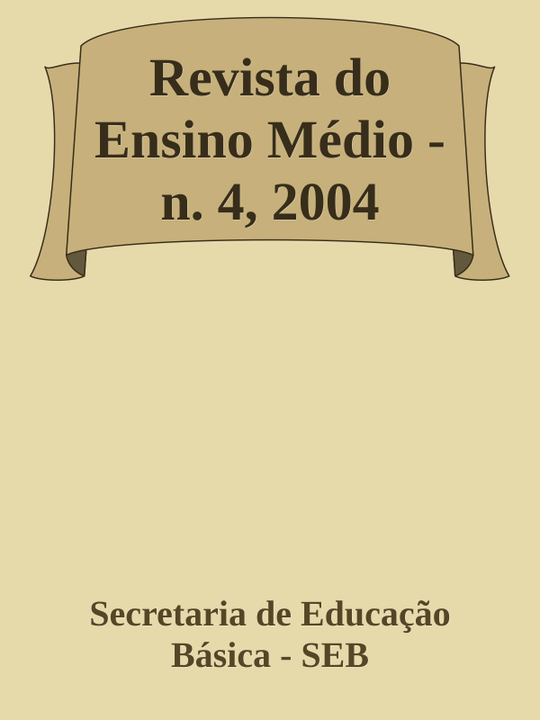 Revista do
Ensino Médio -
n. 4, 2004
Secretaria de Educação
Básica - SEB